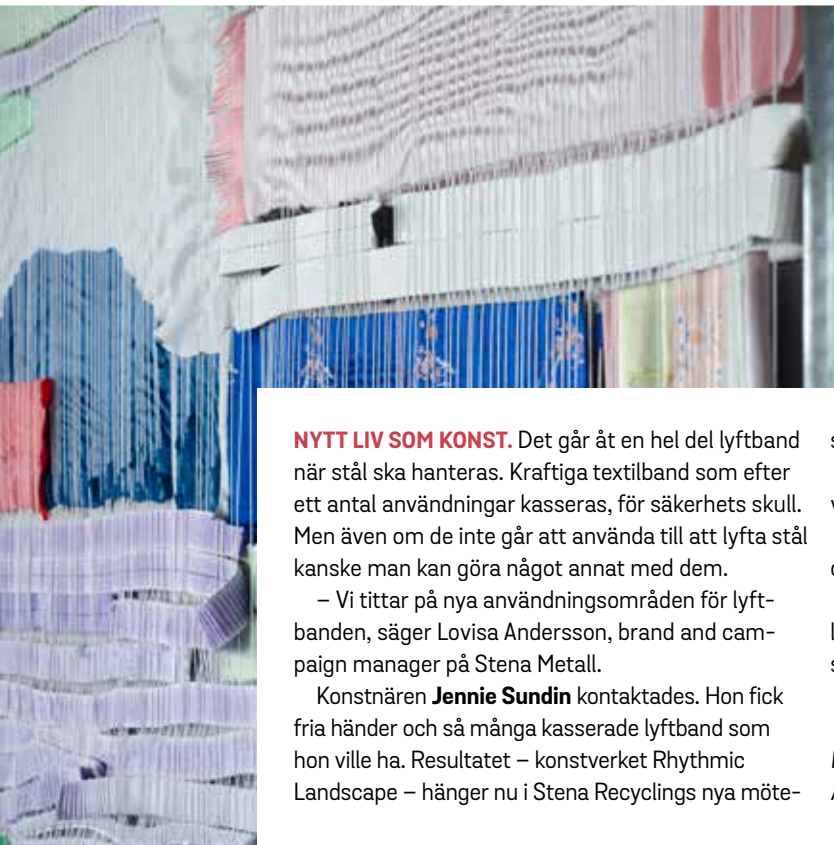 NYTT LIV SOM KONST. Det går åt en hel del lyftband
när stål ska hanteras. Kraftiga textilband som efter
ett antal användningar kasseras, för säkerhets skull.
Men även om de inte går att använda till att lyfta stål
kanske man kan göra något annat med dem.
– Vi tittar på nya användningsområden för lyft-
banden, säger Lovisa Andersson, brand and cam-
paign manager på Stena Metall.
Konstnären Jennie Sundin kontaktades. Hon fick
fria händer och så många kasserade lyftband som
hon ville ha. Resultatet – konstverket Rhythmic
Landscape – hänger nu i Stena Recyclings nya möte-